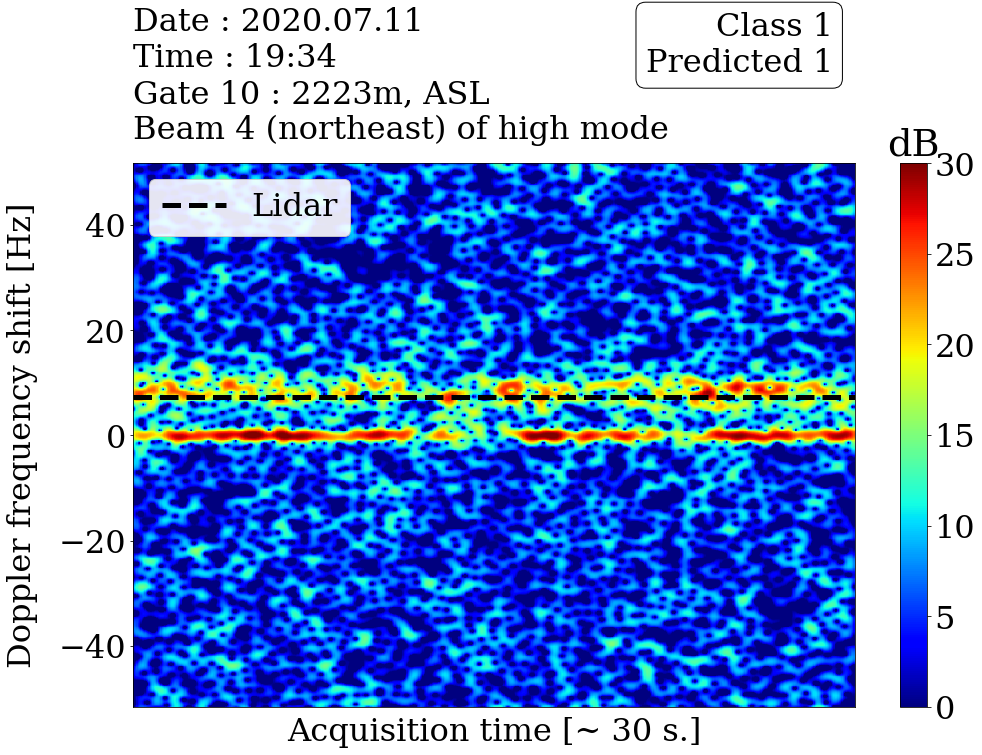 Date : 2020.07.11
Time : 19:34
Gate 10 : 2223m, ASL
Beam 4 (northeast) of high mode
Class 1
Predicted 1
dB
30
25
20
15
10
5
0
Lidar
Doppler frequency shift [Hz]
40
20
0
−20
−40
Acquisition time [~ 30 s.]